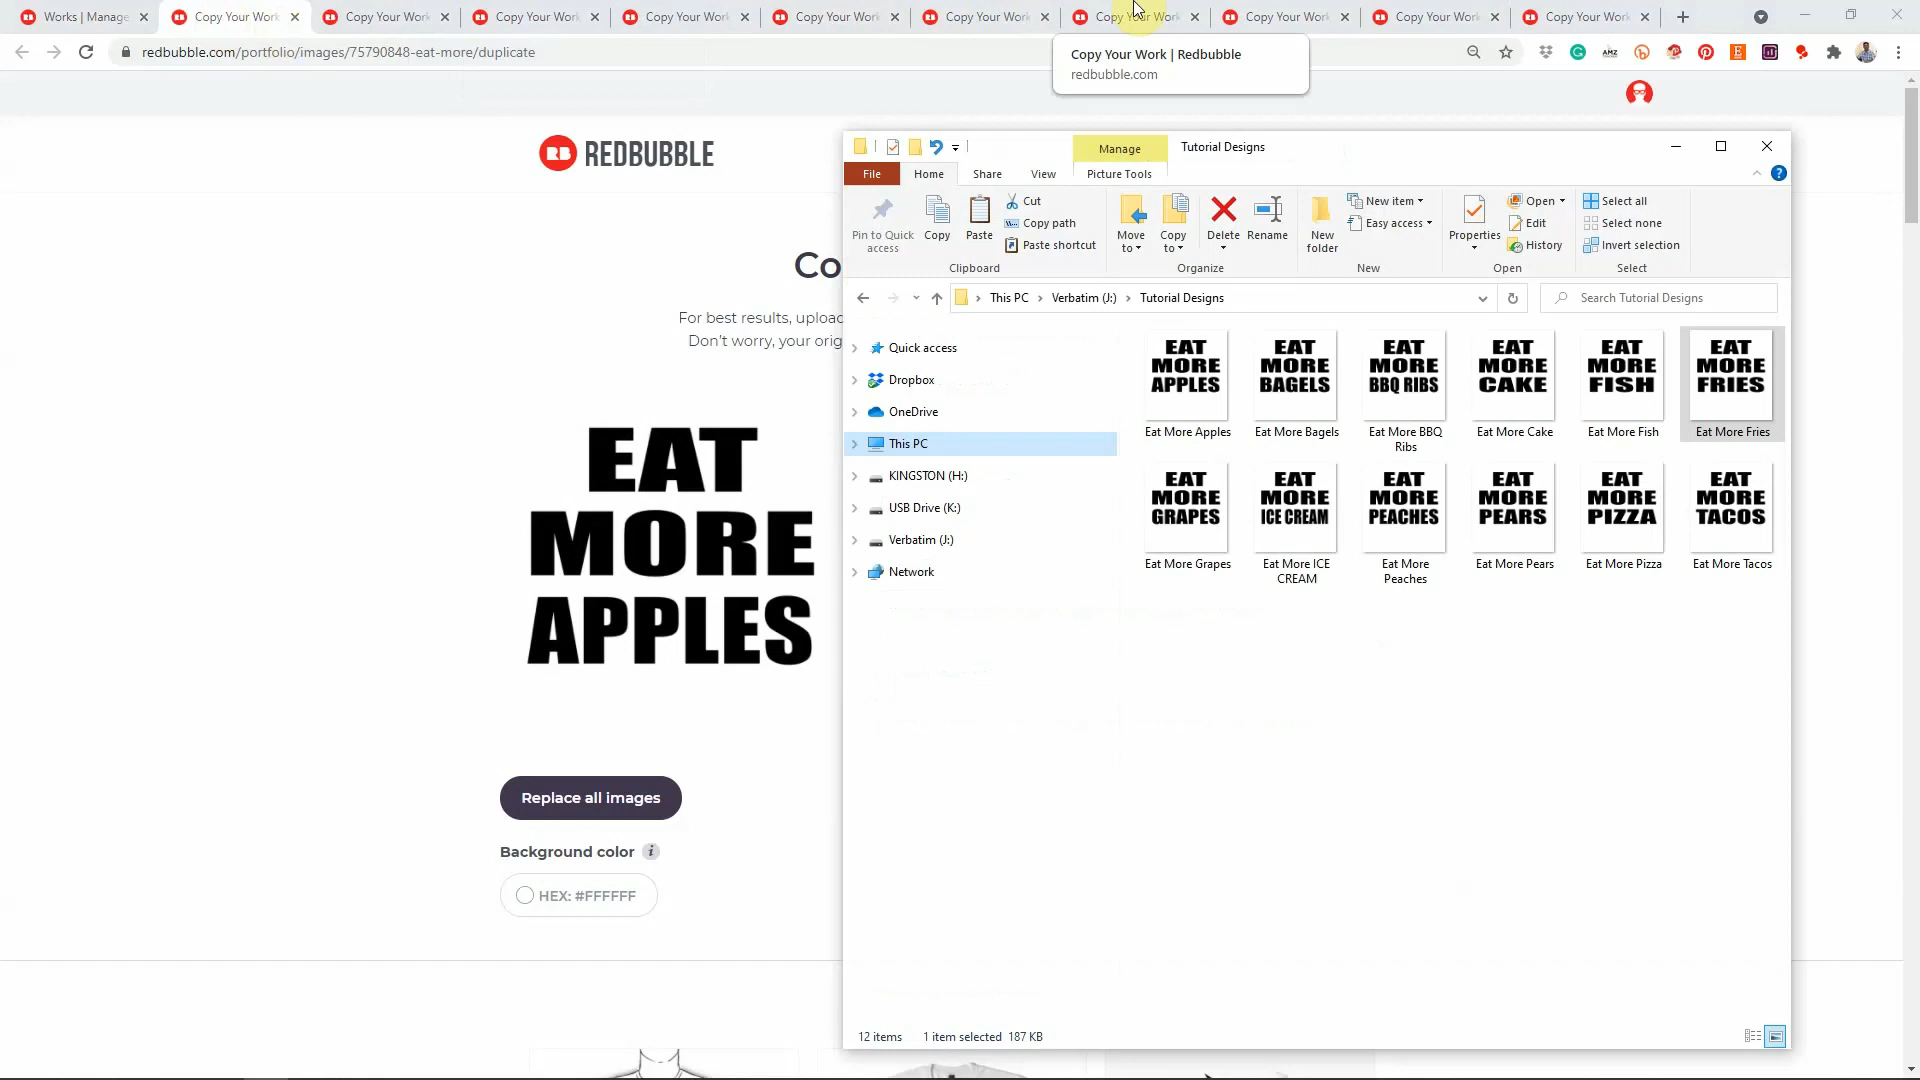 Works | Manage
Copy Your Work
Copy Your Work
Copy Your Work
Copy Your Work
Copy Your Work
Copy Your Work
Copy Your Work
Copy Your Work
Copy Your Work
Copy Your Work
redbubble.com/portfolio/images/75790848-eat-more/duplicate
Copy Your Work | Redbubble
redbubble.com
RB REDBUBBLE
Co
For best results, upload
Don't worry, your orig
EAT
MORE
APPLES
Replace all images
Background color i
HEX: #FFFFFF
Manage
Tutorial Designs
File
Home
Share
View
Picture Tools
Pin to Quick
access
Copy
Paste
Cut
Copy path
Paste shortcut
Clipboard
Move
to
Copy
to
Delete
Rename
Organize
New
folder
New item
Easy access
New
Properties
Open
Edit
History
Open
Select all
Select none
Invert selection
Select
This PC
Verbatim (J:)
Tutorial Designs
Search Tutorial Designs
Quick access
Dropbox
OneDrive
This PC
KINGSTON (H:)
USB Drive (K:)
Verbatim (J:)
Network
EAT
MORE
APPLES
Eat More Apples
EAT
MORE
BAGELS
Eat More Bagels
EAT
MORE
BBQ RIBS
Eat More BBQ
Ribs
EAT
MORE
CAKE
Eat More Cake
EAT
MORE
FISH
Eat More Fish
EAT
MORE
FRIES
Eat More Fries
EAT
MORE
GRAPES
Eat More Grapes
EAT
MORE
ICE CREAM
Eat More ICE
CREAM
EAT
MORE
PEACHES
Eat More
Peaches
EAT
MORE
PEARS
Eat More Pears
EAT
MORE
PIZZA
Eat More Pizza
EAT
MORE
TACOS
Eat More Tacos
12 items
1 item selected 187 KB